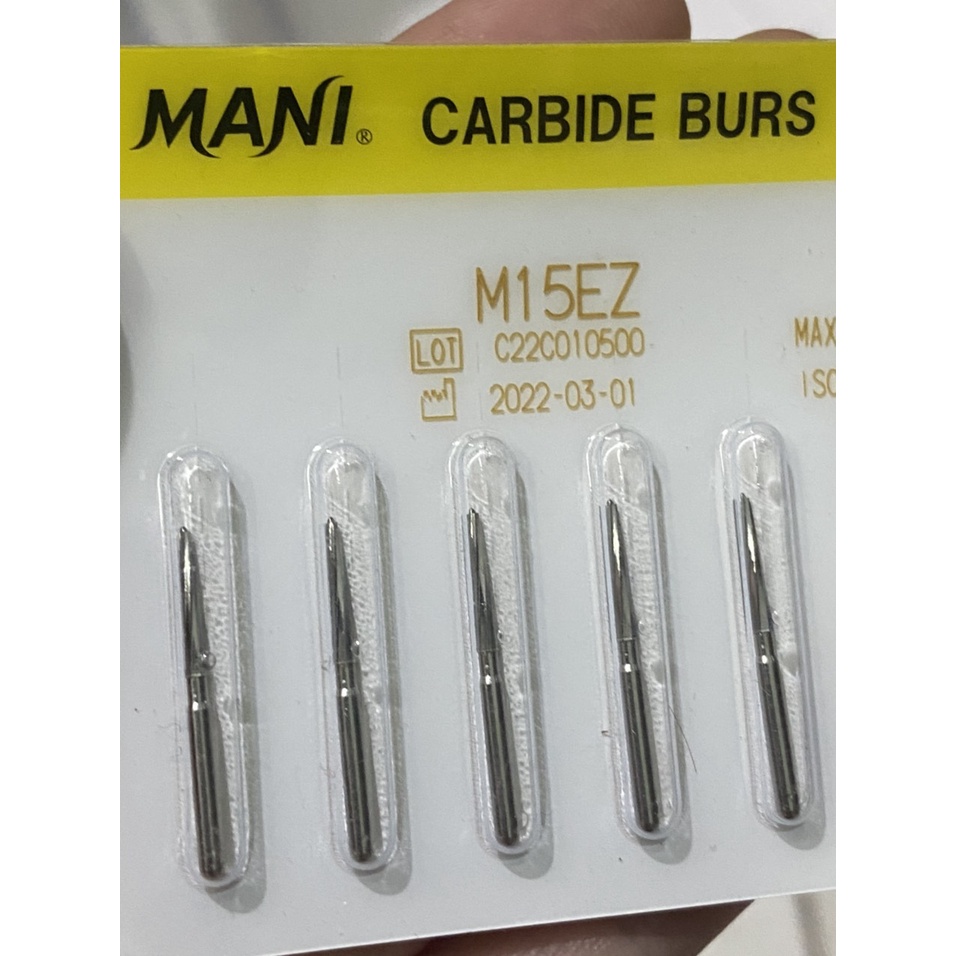 MANI® CARBIDE BURS
M15EZ
LOT C22C010500
2022-03-01
MAX
ISO